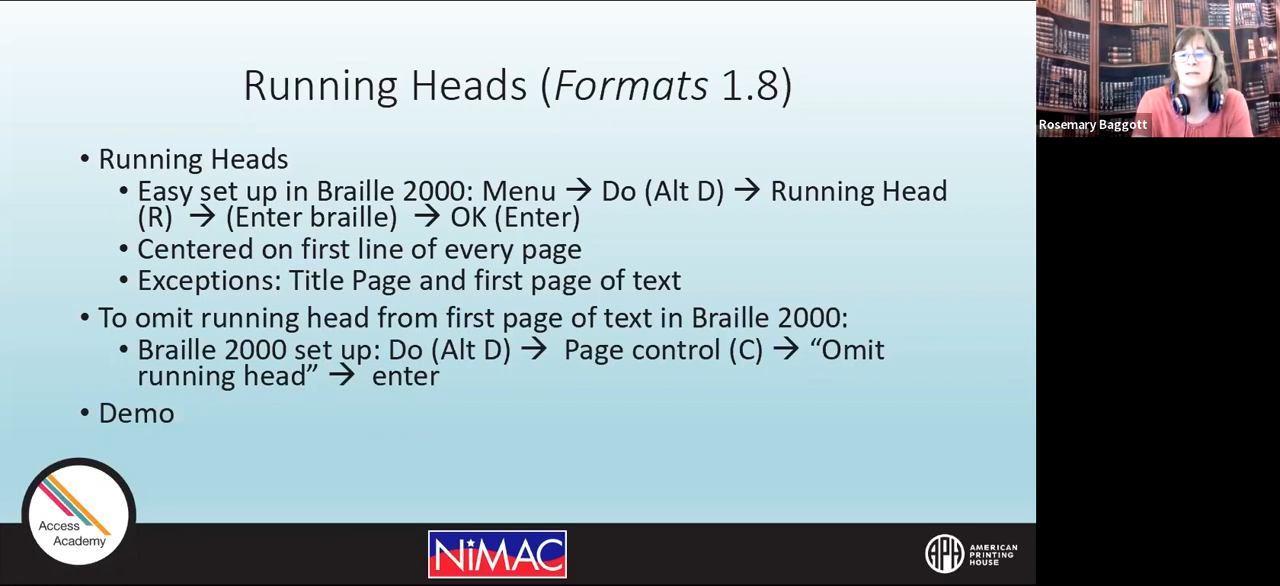 Running Heads (Formats 1.8)
• Running Heads
• Easy set up in Braille 2000: Menu → Do (Alt D) → Running Head
(R) → (Enter braille) → OK (Enter)
• Centered on first line of every page
• Exceptions: Title Page and first page of text
• To omit running head from first page of text in Braille 2000:
• Braille 2000 set up: Do (Alt D) → Page control (C) → “Omit
running head” → enter
• Demo
Access
Academy
NiMAC
APH
AMERICAN
PRINTING
HOUSE
Rosemary Baggott